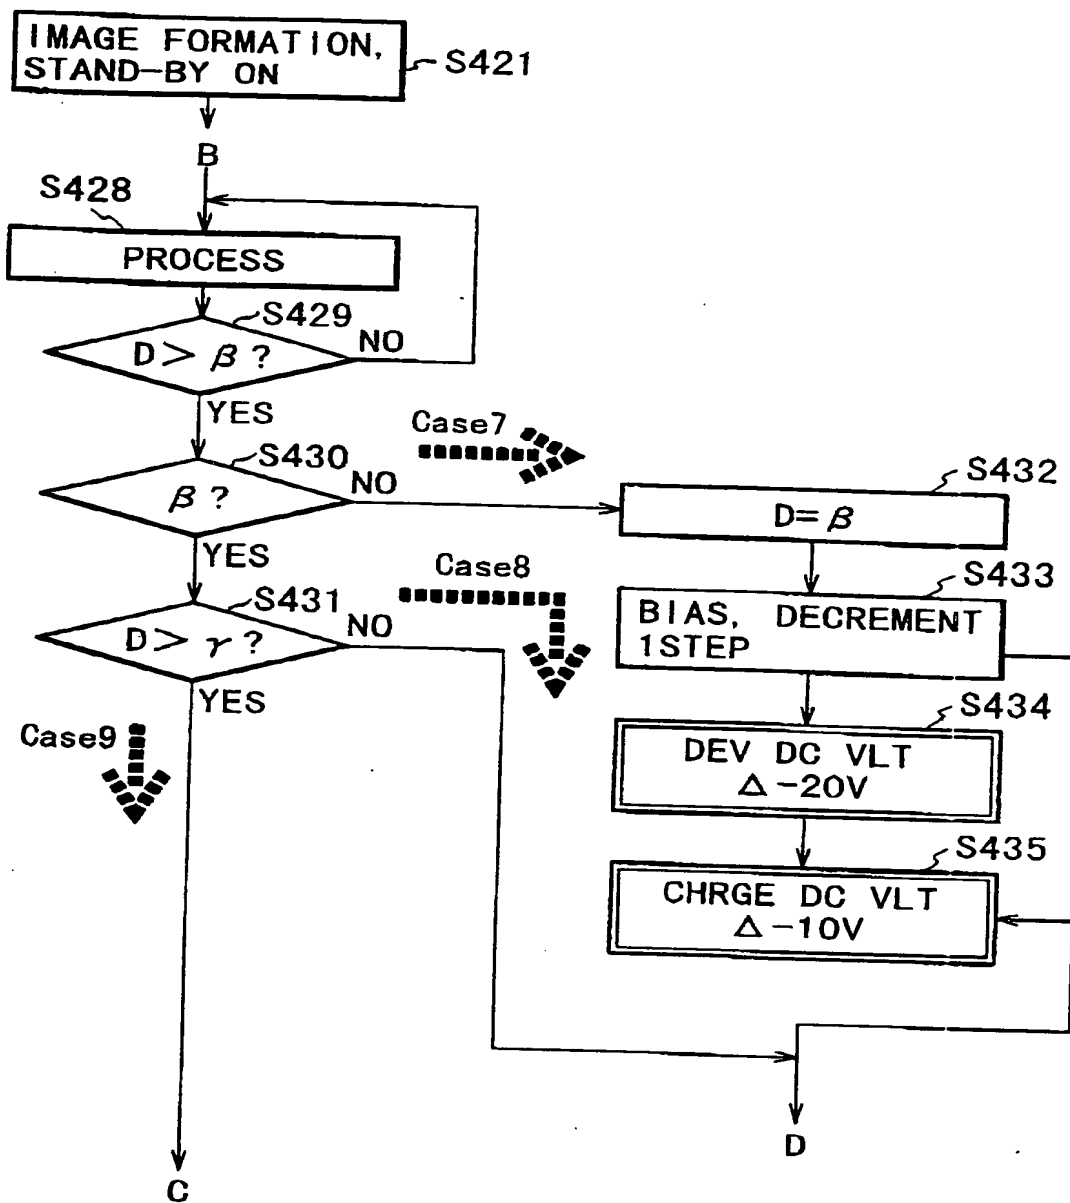 IMAGE FORMATION,
STAND-BY ON
S421
B
S428
PROCESS
S429
D> β?
NO
YES
Case7
S430
β?
NO
YES
S432
D=β
Case8
S433
BIAS, DECREMENT
1STEP
S431
D> γ?
NO
YES
Case9
S434
DEV DC VLT
△-20V
S435
CHRGE DC VLT
△-10V
D
C